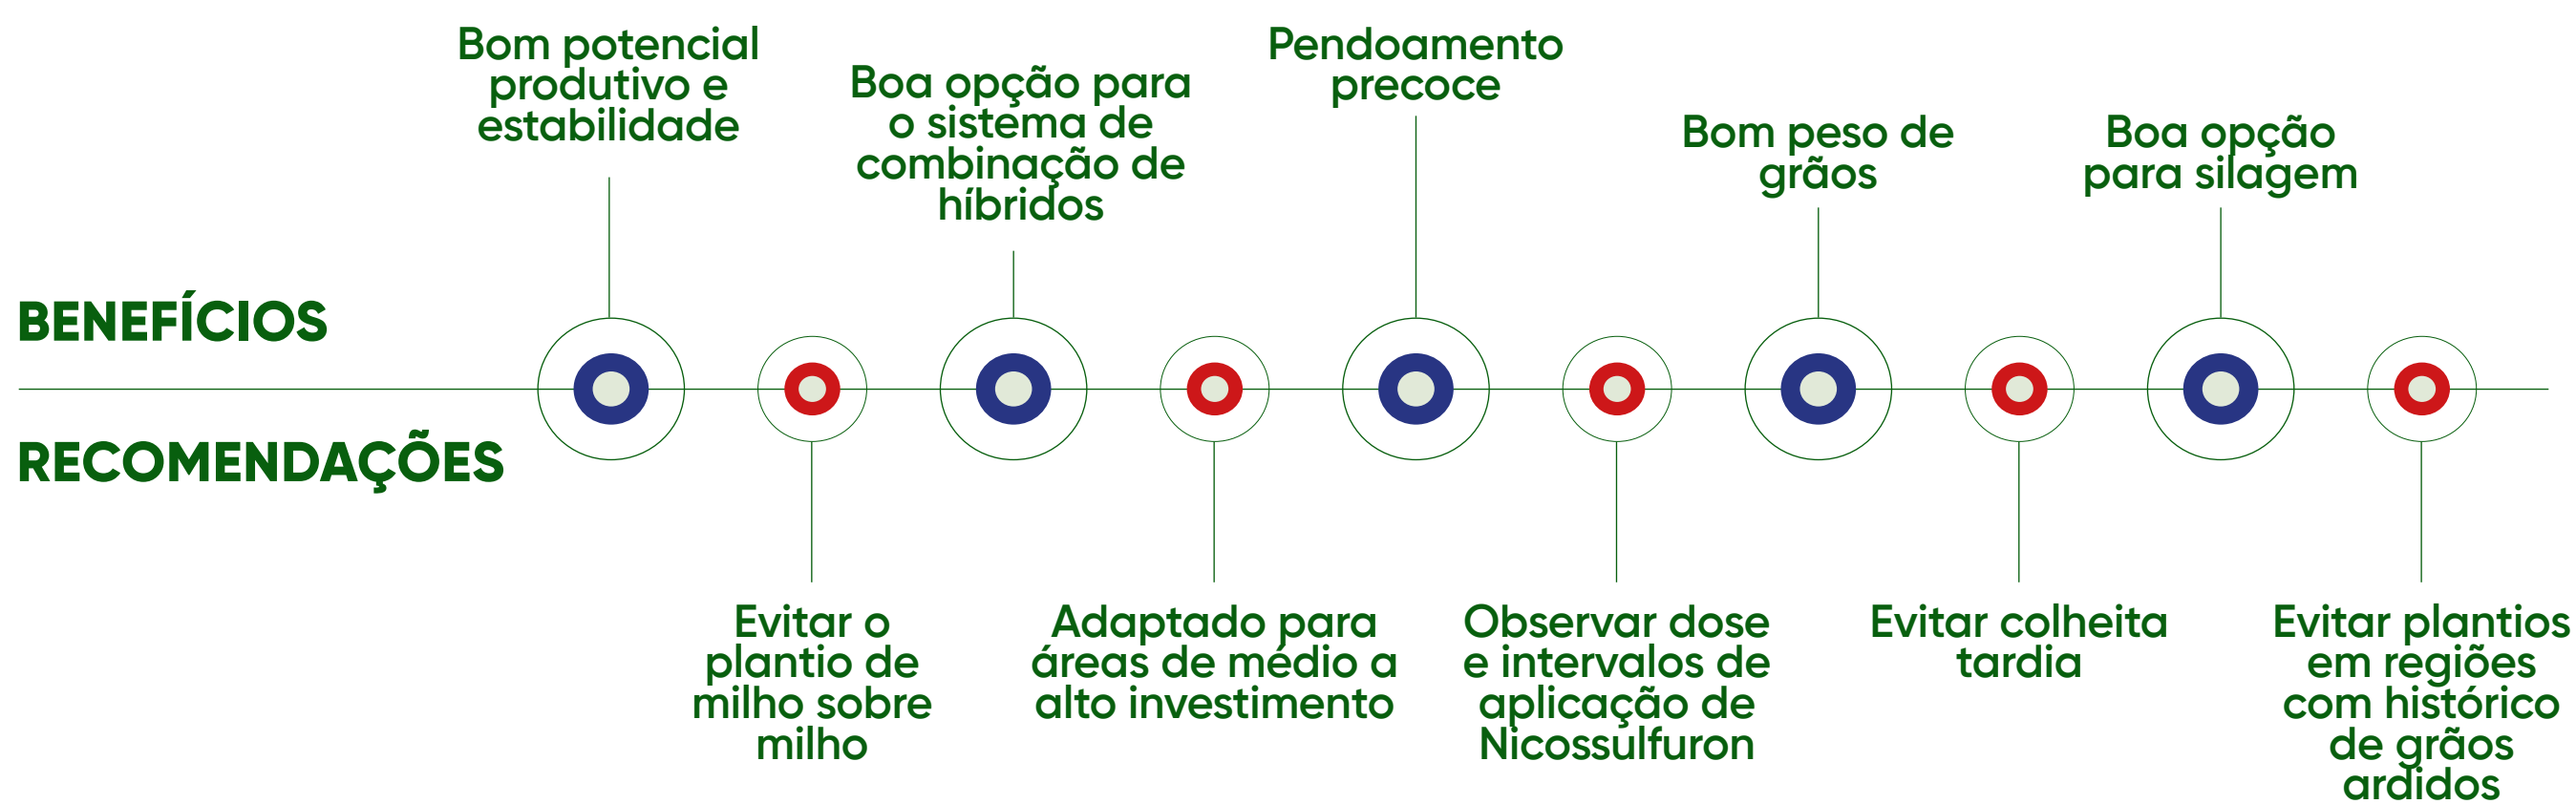 Bom potencial
produtivo e
estabilidade
Boa opção para
o sistema de
combinação de
híbridos
Pendoamento
precoce
Bom peso de
grãos
Boa opção
para silagem
BENEFÍCIOS
RECOMENDAÇÕES
Evitar o
plantio de
milho sobre
milho
Adaptado para
áreas de médio a
alto investimento
Observar dose
e intervalos de
aplicação de
Nicossulfuron
Evitar colheita
tardia
Evitar plantios
em regiões
com histórico
de grãos
ardidos